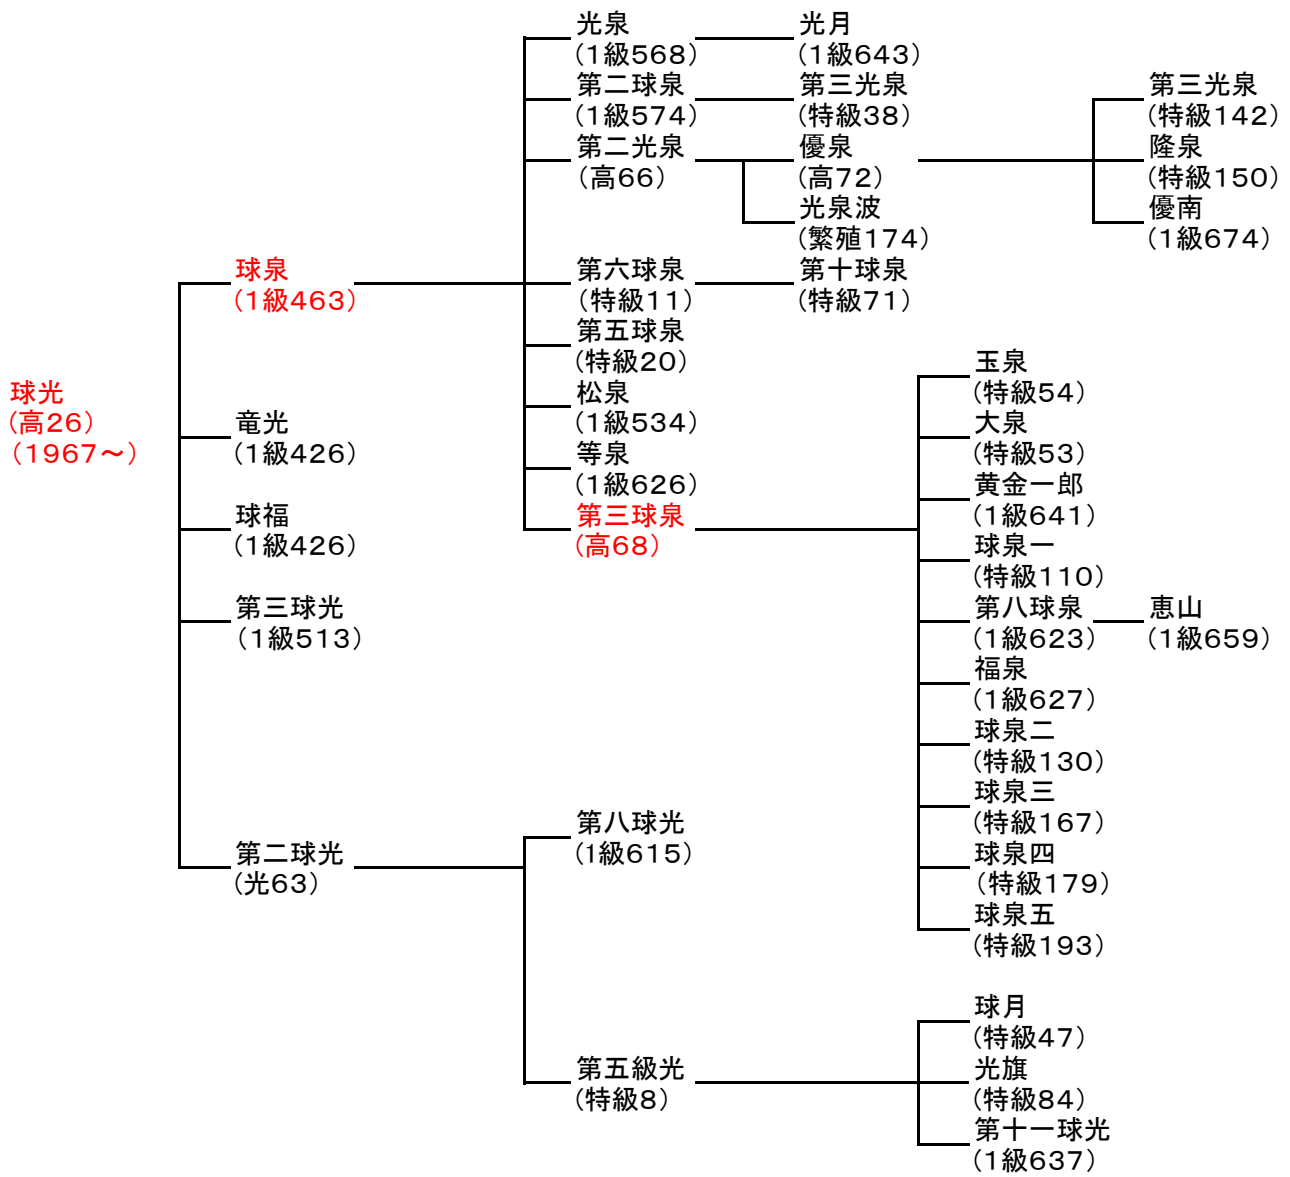 球光
(高26)
(1967～)
球泉
(1級463)
竜光
(1級426)
球福
(1級426)
第三球光
(1級513)
第二球光
(光63)
光泉
(1級568)
第二球泉
(1級574)
第二光泉
(高66)
第六球泉
(特級11)
第五球泉
(特級20)
松泉
(1級534)
等泉
(1級626)
第三球泉
(高68)
第八球光
(1級615)
第五級光
(特級8)
光月
(1級643)
第三光泉
(特級38)
優泉
(高72)
光泉波
(繁殖174)
第十球泉
(特級71)
玉泉
(特級54)
大泉
(特級53)
黄金一郎
(1級641)
球泉一
(特級110)
第八球泉
(1級623)
福泉
(1級627)
球泉二
(特級130)
球泉三
(特級167)
球泉四
(特級179)
球泉五
(特級193)
球月
(特級47)
光旗
(特級84)
第十一球光
(1級637)
第三光泉
(特級142)
隆泉
(特級150)
優南
(1級674)
恵山
(1級659)